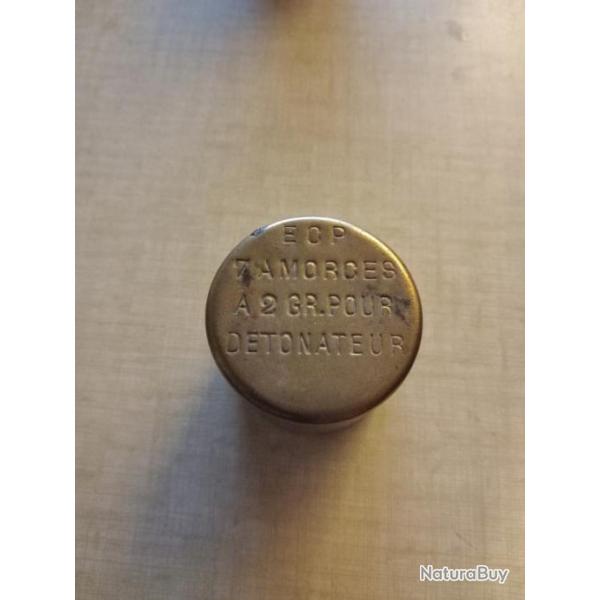 ECP
7 AMORCES
A 2 GR.POUR
DETONATEUR
NaturaBuy